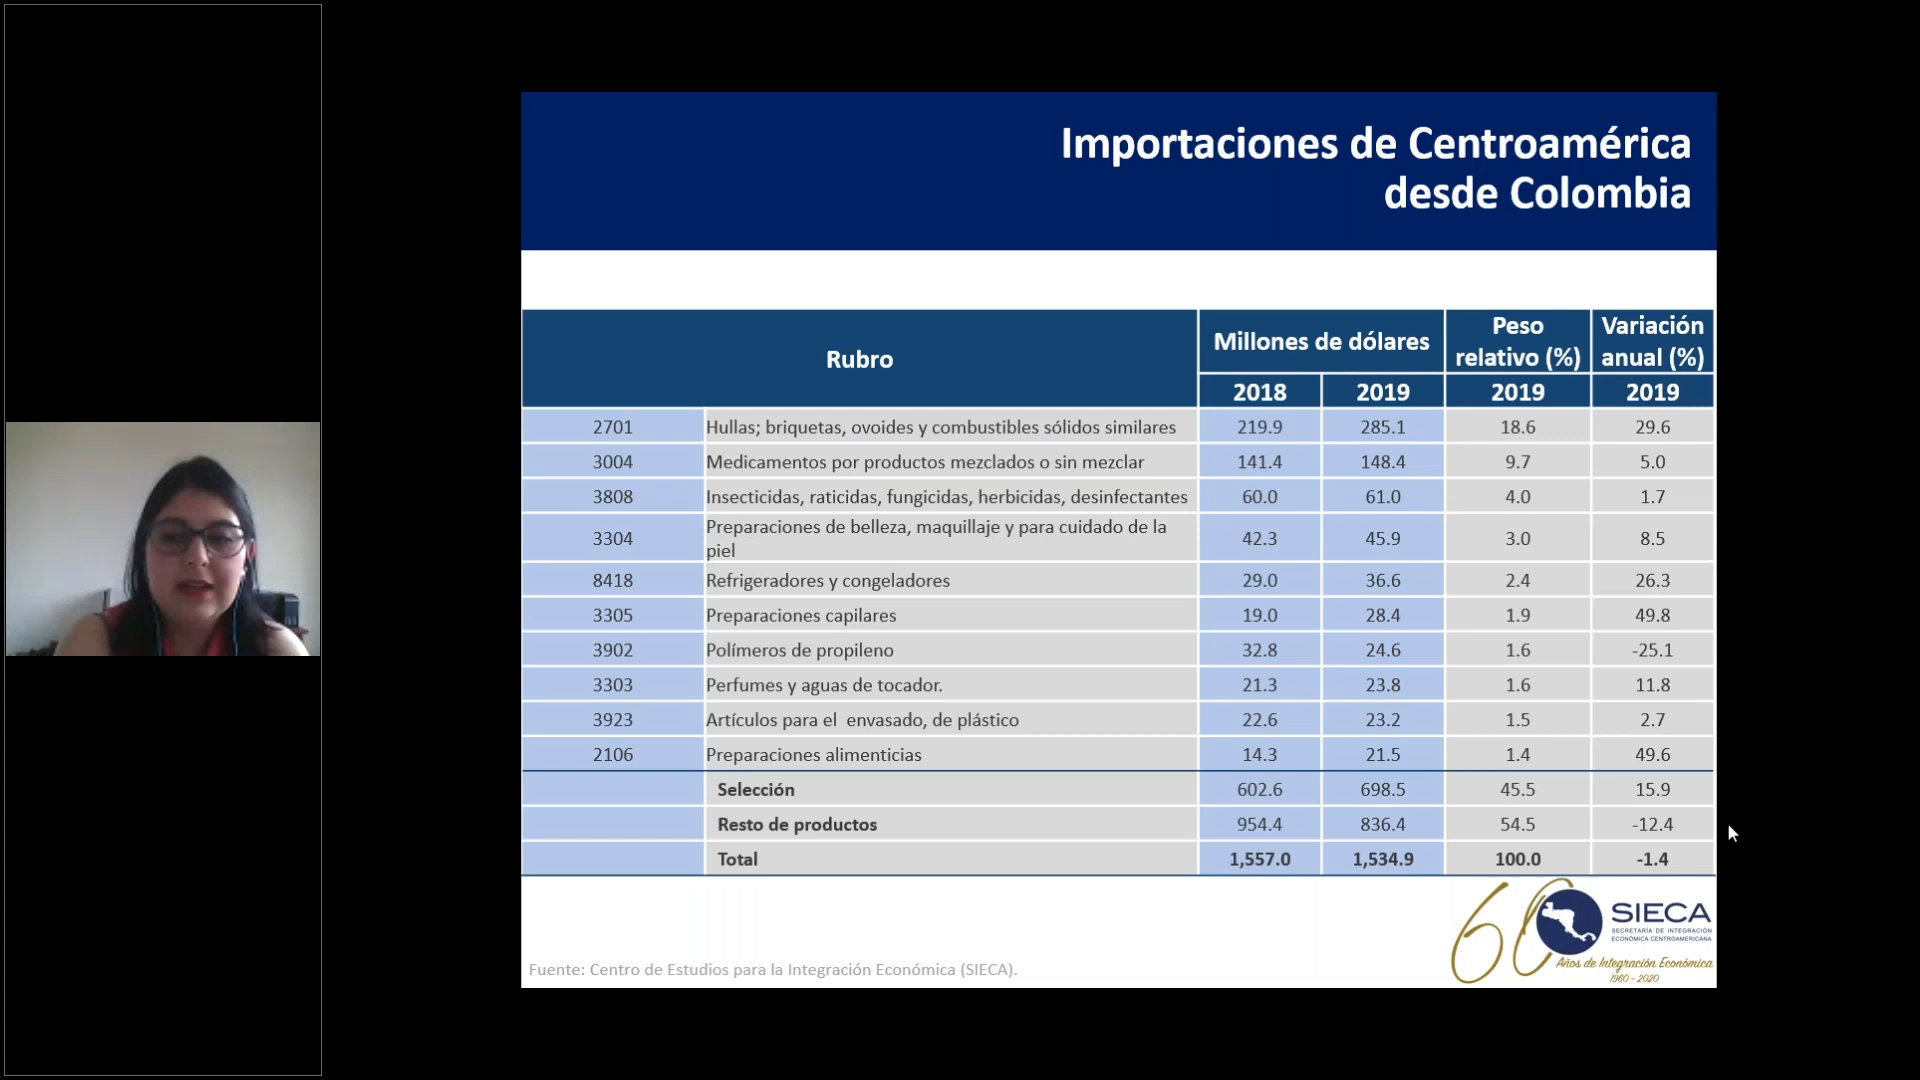 Importaciones de Centroamérica
desde Colombia
Rubro
Millones de dólares
Peso
relativo (%)
Variación
anual (%)
2018 2019 2019 2019
2701 Hullas; briquetas, ovoides y combustibles sólidos similares 219.9 285.1 18.6 29.6
3004 Medicamentos por productos mezclados o sin mezclar 141.4 148.4 9.7 5.0
3808 Insecticidas, raticidas, fungicidas, herbicidas, desinfectantes 60.0 61.0 4.0 1.7
3304 Preparaciones de belleza, maquillaje y para cuidado de la
piel 42.3 45.9 3.0 8.5
8418 Refrigeradores y congeladores 29.0 36.6 2.4 26.3
3305 Preparaciones capilares 19.0 28.4 1.9 49.8
3902 Polímeros de propileno 32.8 24.6 1.6 -25.1
3303 Perfumes y aguas de tocador. 21.3 23.8 1.6 11.8
3923 Artículos para el  envasado, de plástico 22.6 23.2 1.5 2.7
2106 Preparaciones alimenticias 14.3 21.5 1.4 49.6
Selección 602.6 698.5 45.5 15.9
Resto de productos 954.4 836.4 54.5 -12.4
Total 1,557.0 1,534.9 100.0 -1.4
60
SIECA
SECRETARÍA DE INTEGRACIÓN
ECONÓMICA CENTROAMERICANA
Años de Integración Económica
1960 - 2020
Fuente: Centro de Estudios para la Integración Económica (SIECA).